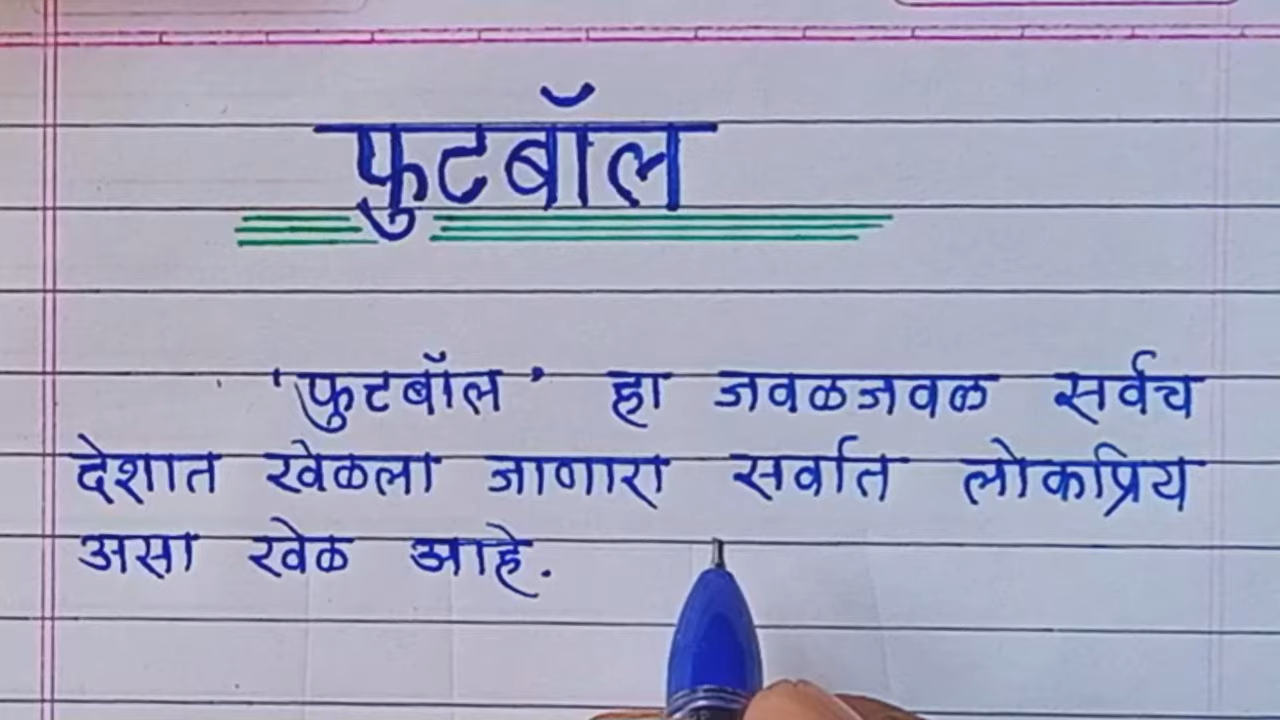 फुटबॉल
'फुटबॉल' हा जवळजवळ सर्वच
देशात खेळला जाणारा सर्वात लोकप्रिय
असा खेळ आहे.